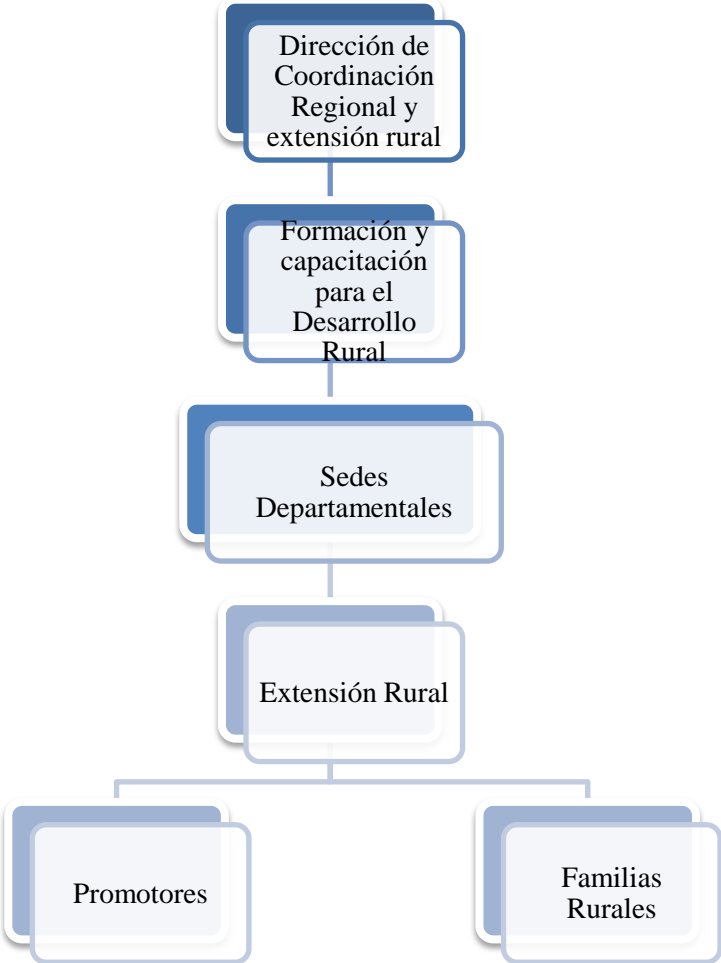 Dirección de
Coordinación
Regional y
extensión rural
Formación y
capacitación
para el
Desarrollo
Rural
Sedes
Departamentales
Extensión Rural
Promotores
Familias
Rurales